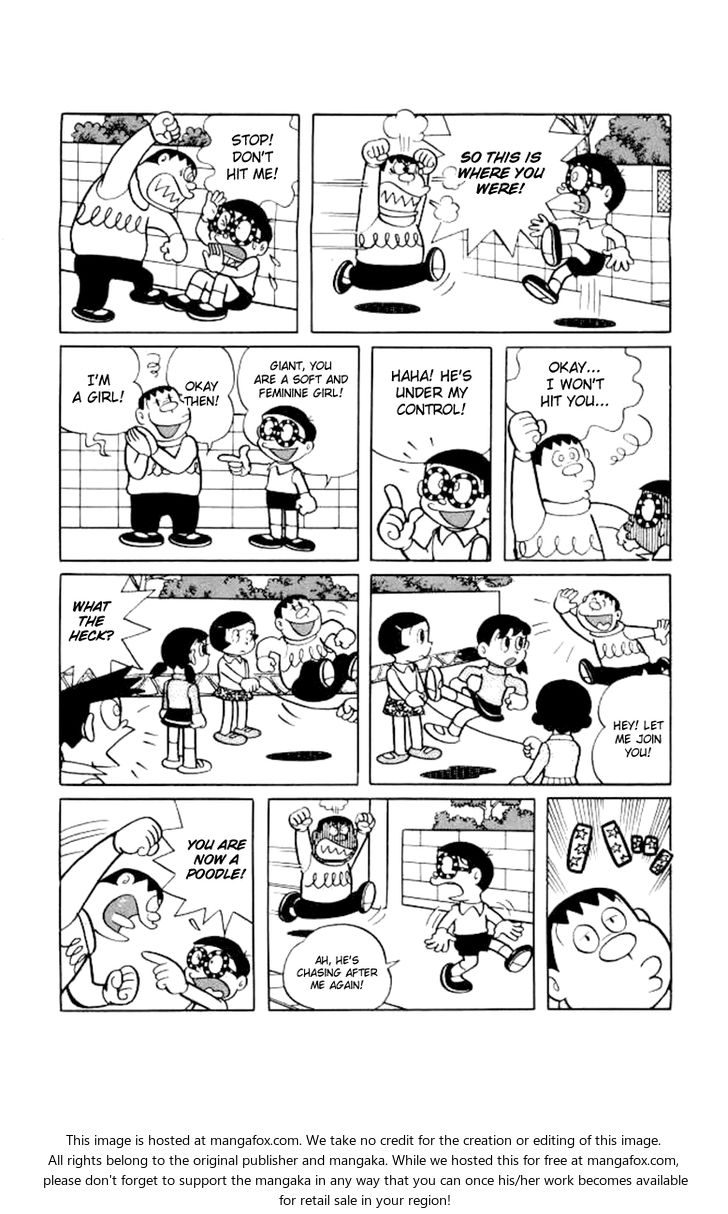 SO THIS IS
WHERE YOU
WERE!
STOP!
DON'T
HIT ME!
OKAY...
I WON'T
HIT YOU...
HAHA! HE'S
UNDER MY
CONTROL!
GIANT, YOU
ARE A SOFT AND
FEMININE GIRL!
OKAY
THEN!
I'M
A GIRL!
HEY! LET
ME JOIN
YOU!
WHAT
THE
HECK?
AH, HE'S
CHASING AFTER
ME AGAIN!
YOU ARE
NOW A
POODLE!
This image is hosted at mangafox.com. We take no credit for the creation or editing of this image.
All rights belong to the original publisher and mangaka. While we hosted this for free at mangafox.com,
please don't forget to support the mangaka in any way that you can once his/her work becomes available
for retail sale in your region!